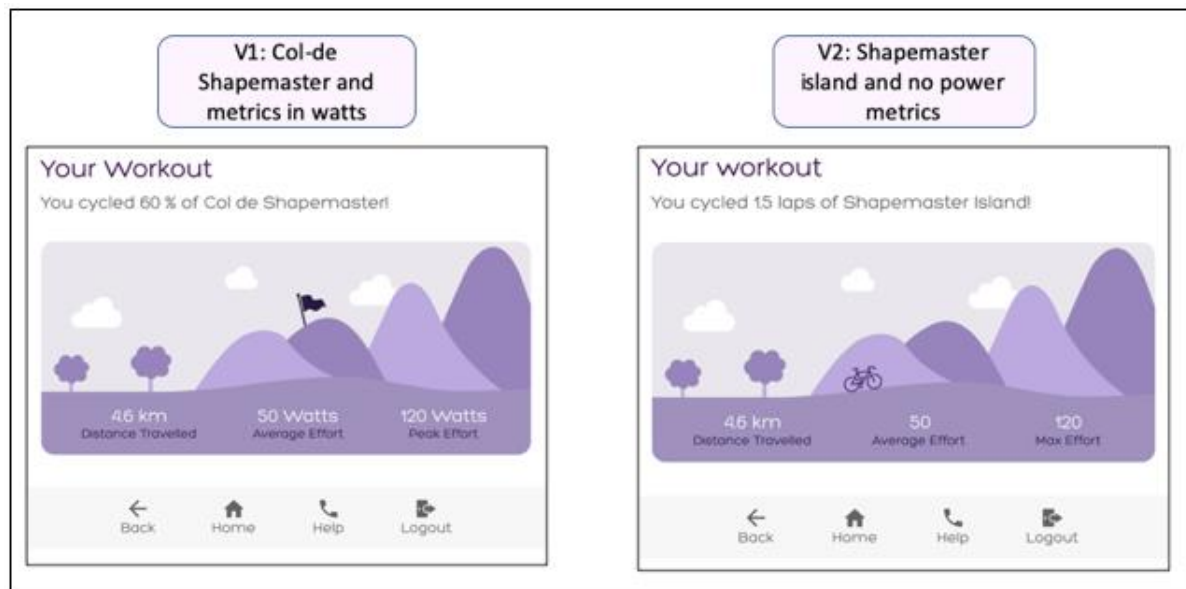 V1: Col-de
Shapemaster and
metrics in watts
Your Workout
You cycled 60 % of Col de Shapemaster!
4.6 km
50 Watts
120 Watts
Distance Travelled
Average Effort
Peak Effort
Back
Home
Help
Logout
V2: Shapemaster
island and no power
metrics
Your workout
You cycled 1.5 laps of Shapemaster Island!
4.6 km
50
120
Distance Travelled
Average Effort
Max Effort
Back
Home
Help
Logout